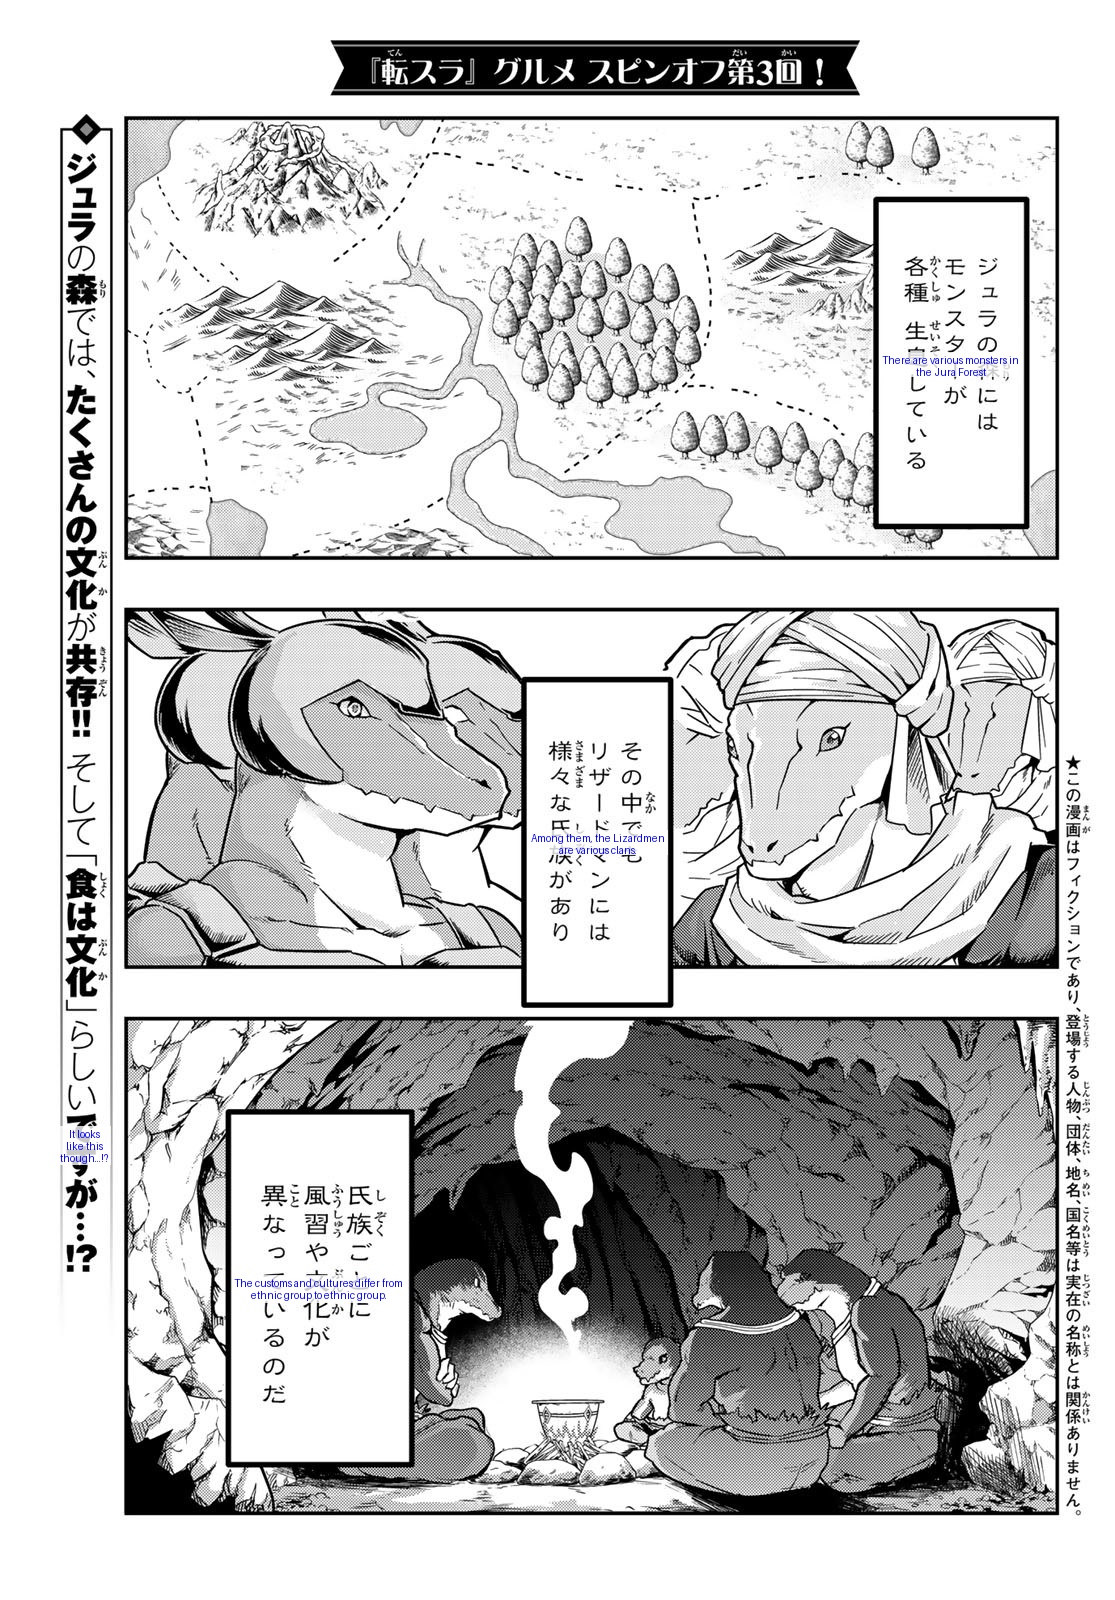 『転スラ』グルメ スピンオフ第3回！
ジュラの には
モンスタ が
各種 生 している
There are various monsters in
the Jura Forest.
その中でも
リザードマンには
様々な氏族があり
Among them, the Lizardmen
are various clans.
氏族ごとに
風習や文化が
異なっているのだ
The customs and cultures differ from
ethnic group to ethnic group.
ジュラの森では、たくさんの文化が共存!! そして「食は文化」らしいですが…!?
It looks
like this
though...!?
★この漫画はフィクションであり、登場する人物、団体、地名、国名等は実在の名称とは関係ありません。